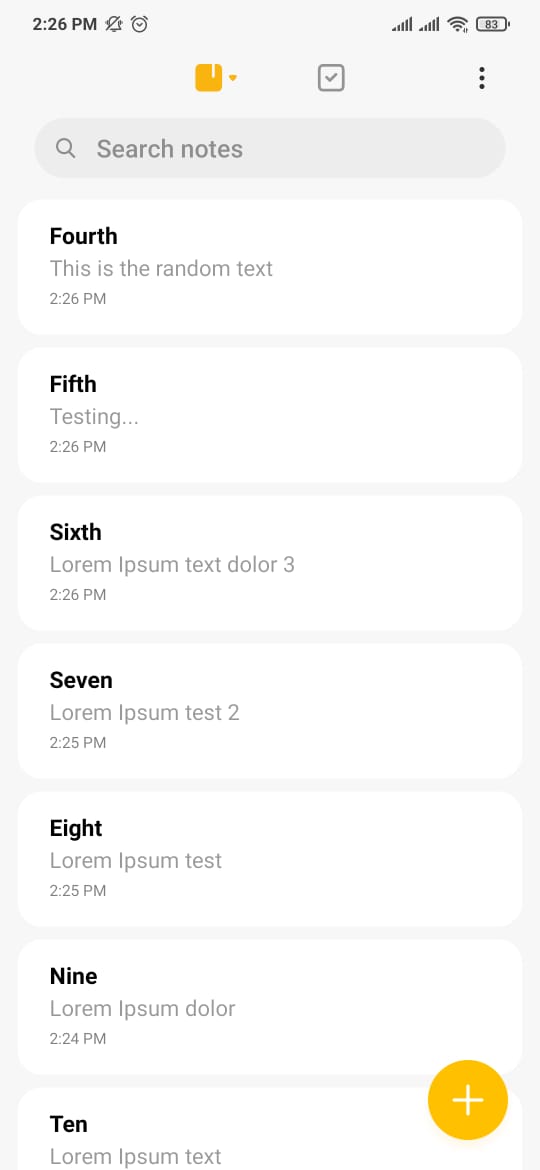 2:26 PM
83
Search notes
Fourth
This is the random text
2:26 PM
Fifth
Testing...
2:26 PM
Sixth
Lorem Ipsum text dolor 3
2:26 PM
Seven
Lorem Ipsum test 2
2:25 PM
Eight
Lorem Ipsum test
2:25 PM
Nine
Lorem Ipsum dolor
2:24 PM
Ten
Lorem Ipsum text